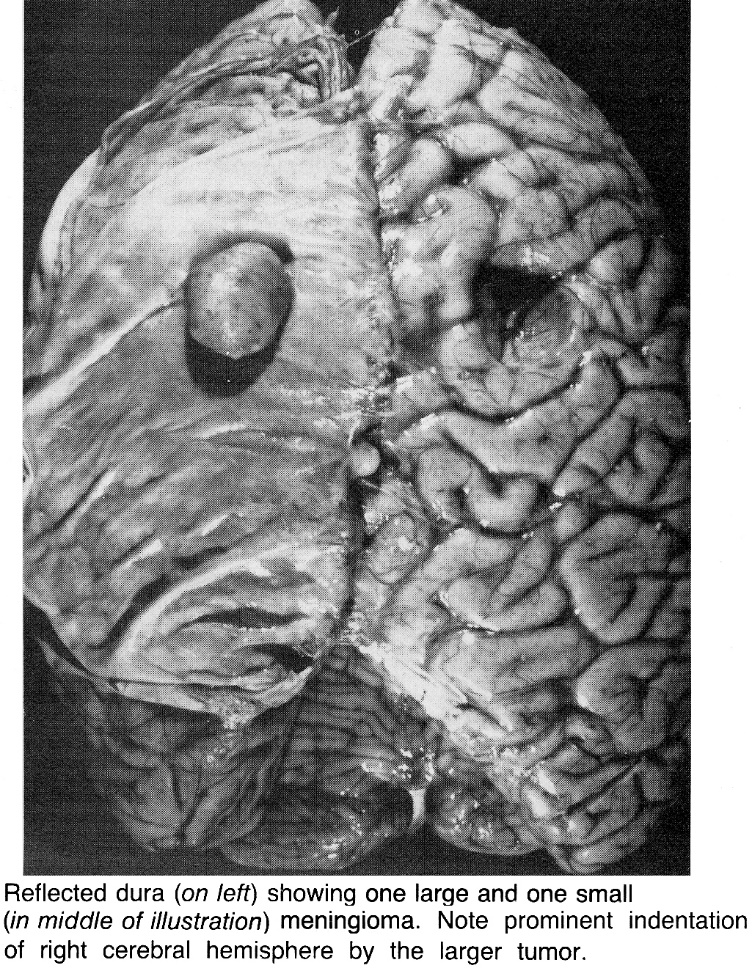 Reflected dura (on left) showing one large and one small
(in middle of illustration) meningioma. Note prominent indentation
of right cerebral hemisphere by the larger tumor.